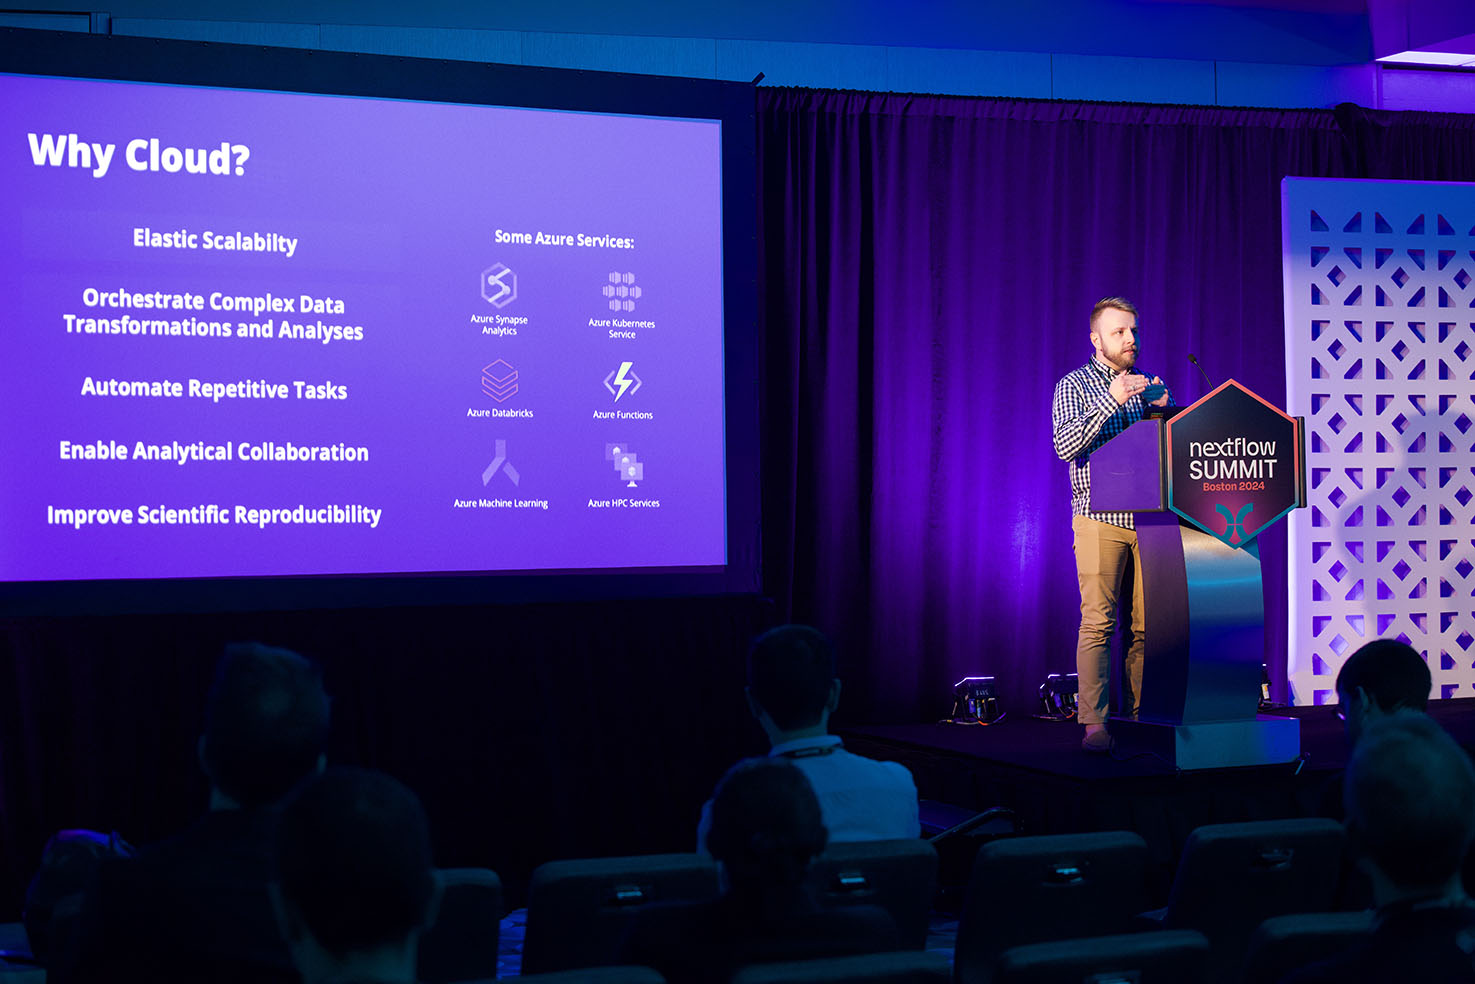 Why Cloud?
Elastic Scalabilty
Orchestrate Complex Data
Transformations and Analyses
Automate Repetitive Tasks
Enable Analytical Collaboration
Improve Scientific Reproducibility
Some Azure Services:
Azure Synapse
Analytics
Azure Kubernetes
Service
Azure Databricks
Azure Functions
Azure Machine Learning
Azure HPC Services
nextflow
SUMMIT
Boston 2024